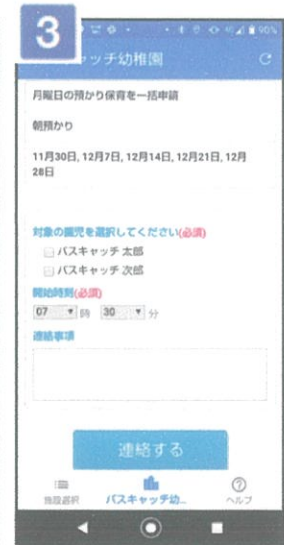 3
90%
ッチ幼稚園
月曜日の預かり保育を一括申請
朝預かり
11月30日, 12月7日, 12月14日, 12月21日, 12月
28日
対象の園児を選択してください(必須)
バスキャッチ 太郎
バスキャッチ 次郎
開始時刻(必須)
07 時 30 分
連絡事項
連絡する
施設選択 バスキャッチ幼... ヘルプ